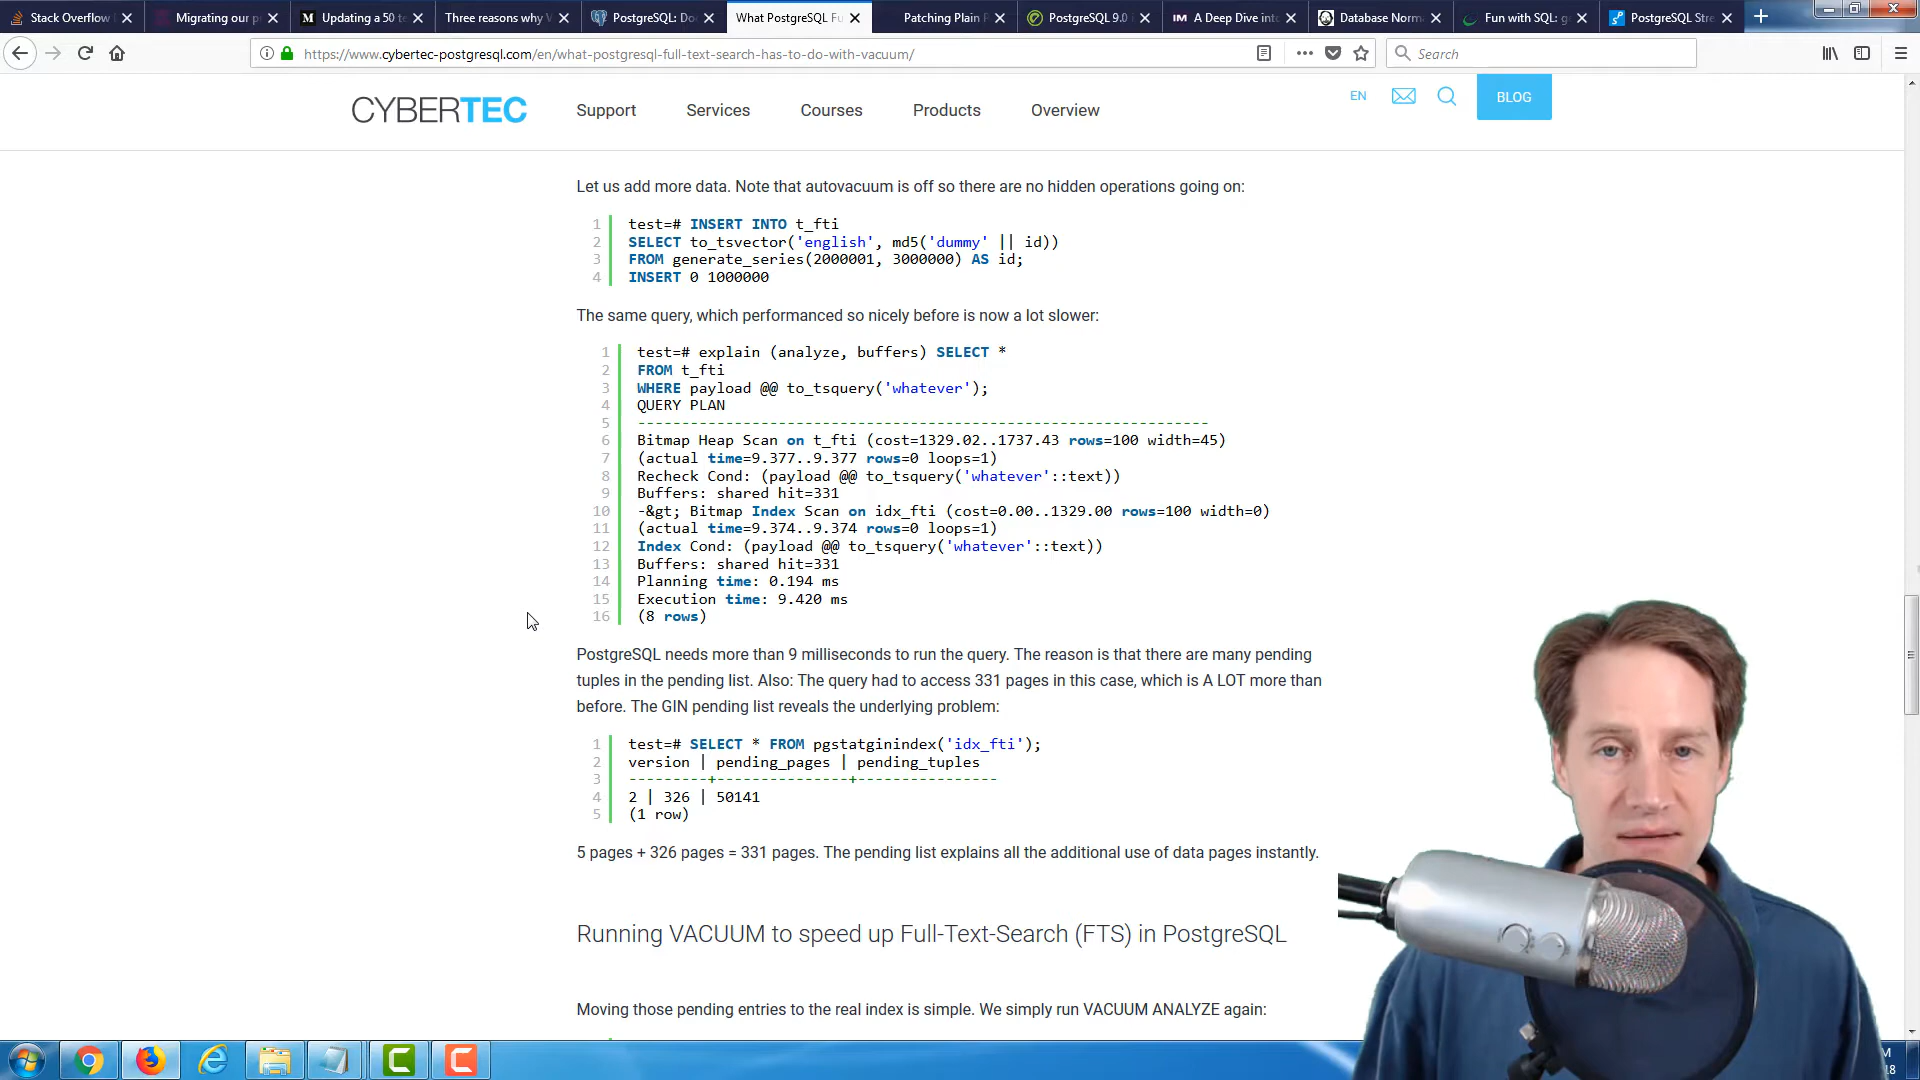 Stack Overflow
Migrating our p
Updating a 50 te
Three reasons why V
PostgreSQL: Do
What PostgreSQL Fu
Patching Plain P
PostgreSQL 9.0 i
A Deep Dive into
Database Norma
Fun with SQL: g
PostgreSQL Stre
https://www.cybertec-postgresql.com/en/what-postgresql-full-text-search-has-to-do-with-vacuum/
Search
CYBERTEC
Support
Services
Courses
Products
Overview
EN
BLOG
Let us add more data. Note that autovacuum is off so there are no hidden operations going on:
1 test=# INSERT INTO t_fti
2 SELECT to_tsvector('english', md5('dummy' || id))
3 FROM generate_series(2000001, 3000000) AS id;
4 INSERT 0 1000000
The same query, which performanced so nicely before is now a lot slower:
1 test=# explain (analyze, buffers) SELECT *
2 FROM t_fti
3 WHERE payload @@ to_tsquery('whatever');
4 QUERY PLAN
5 -----------------------------------------------------------------
6 Bitmap Heap Scan on t_fti (cost=1329.02..1737.43 rows=100 width=45)
7 (actual time=9.377..9.377 rows=0 loops=1)
8 Recheck Cond: (payload @@ to_tsquery('whatever'::text))
9 Buffers: shared hit=331
10 -&gt; Bitmap Index Scan on idx_fti (cost=0.00..1329.00 rows=100 width=0)
11 (actual time=9.374..9.374 rows=0 loops=1)
12 Index Cond: (payload @@ to_tsquery('whatever'::text))
13 Buffers: shared hit=331
14 Planning time: 0.194 ms
15 Execution time: 9.420 ms
16 (8 rows)
PostgreSQL needs more than 9 milliseconds to run the query. The reason is that there are many pending
tuples in the pending list. Also: The query had to access 331 pages in this case, which is A LOT more than
before. The GIN pending list reveals the underlying problem:
1 test=# SELECT * FROM pgstatginindex('idx_fti');
2 version | pending_pages | pending_tuples
3 ---------+---------------+----------------
4 2 | 326 | 50141
5 (1 row)
5 pages + 326 pages = 331 pages. The pending list explains all the additional use of data pages instantly.
Running VACUUM to speed up Full-Text-Search (FTS) in PostgreSQL
Moving those pending entries to the real index is simple. We simply run VACUUM ANALYZE again: